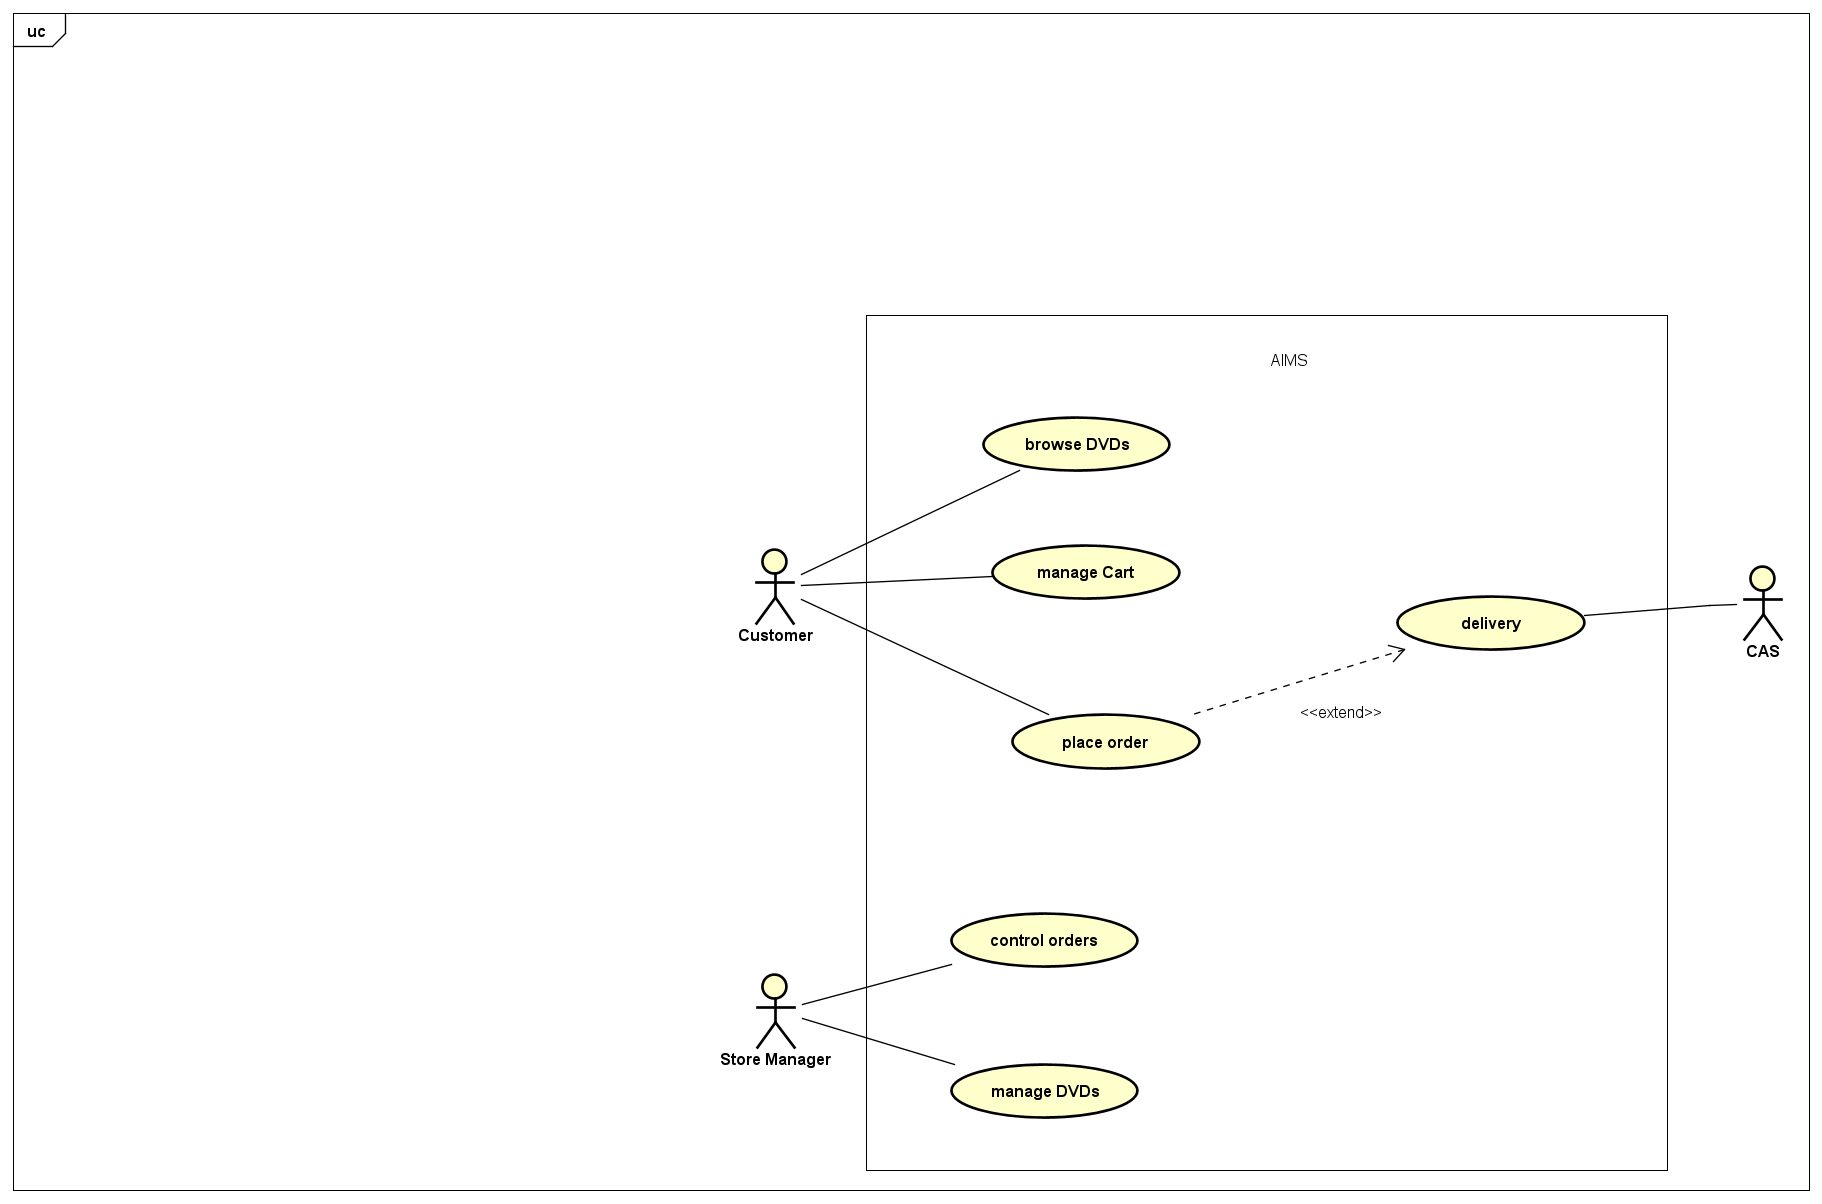 uc
AIMS
browse DVDs
manage Cart
Customer
delivery
CAS
<<extend>>
place order
control orders
Store Manager
manage DVDs